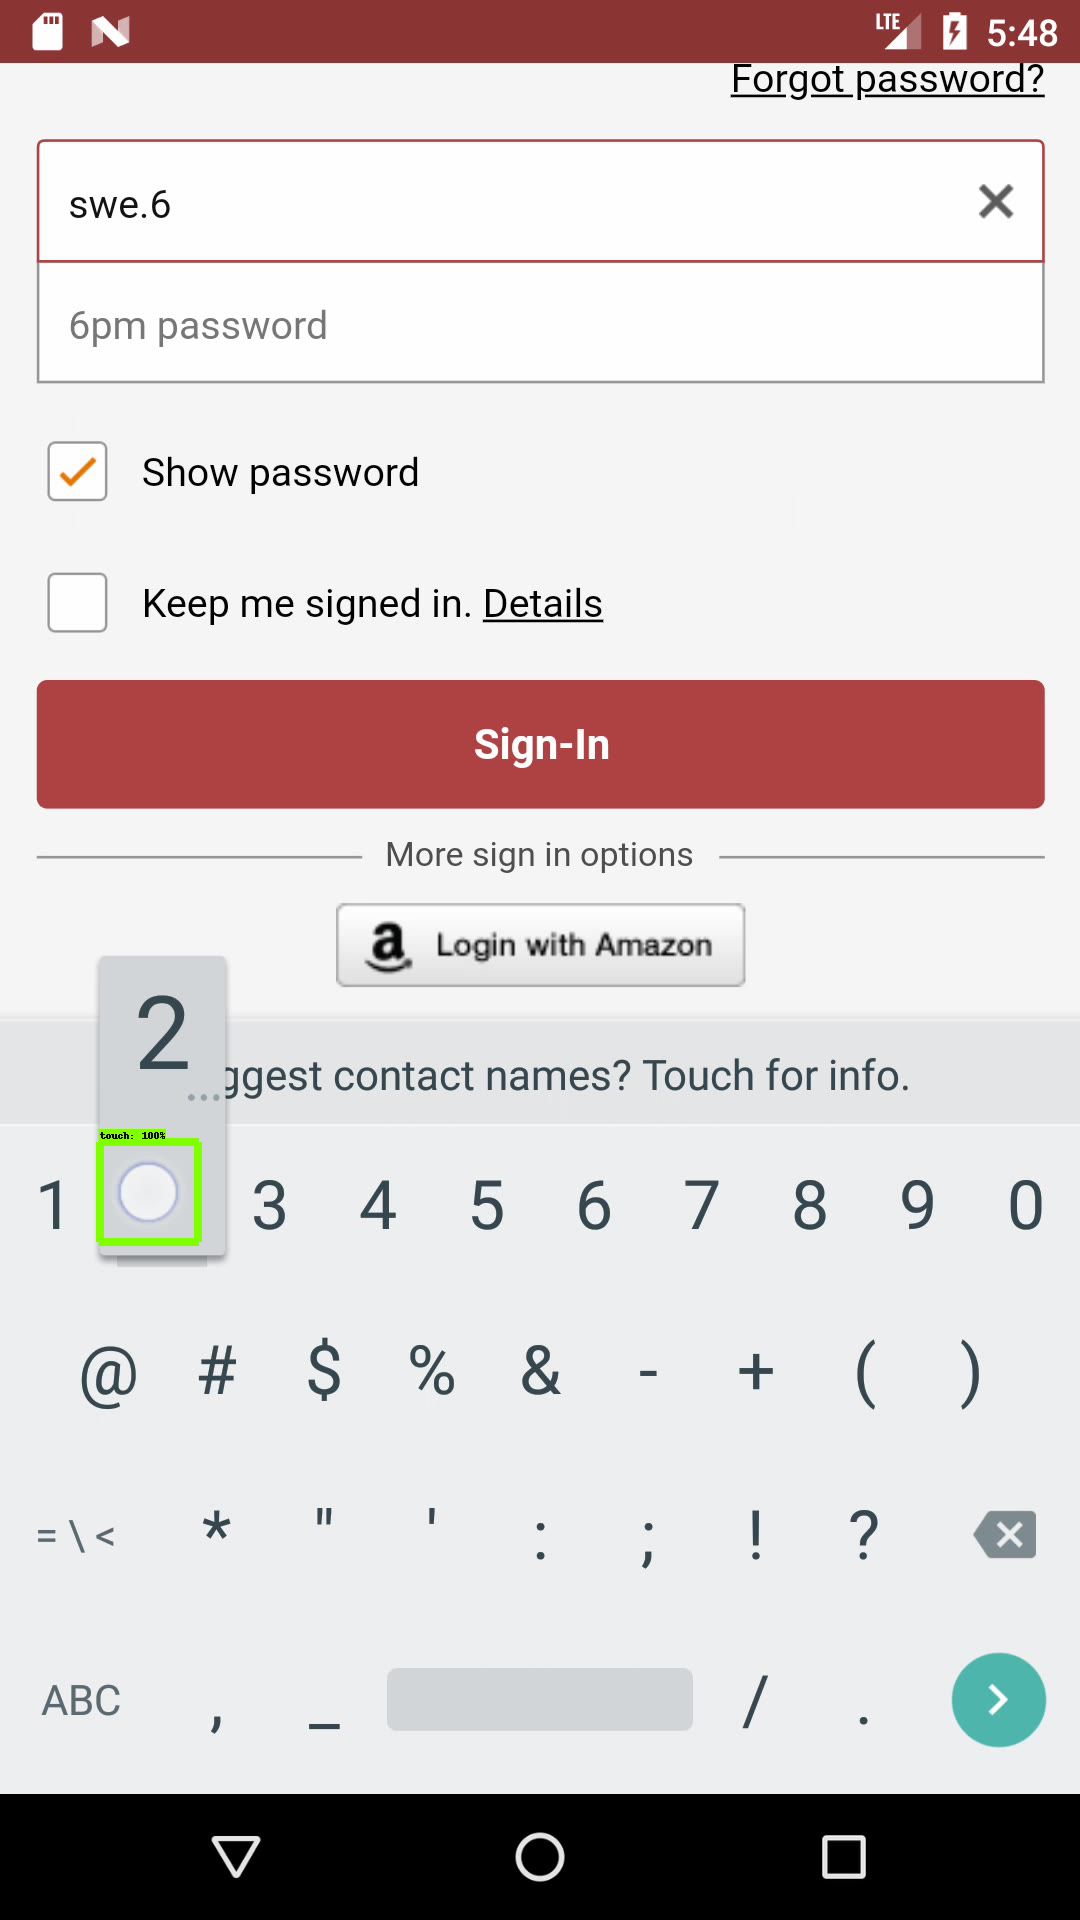 LTE 5:48
Forgot password?
swe.6
6pm password
Show password
Keep me signed in. Details
Sign-In
More sign in options
a Login with Amazon
2
... ggest contact names? Touch for info.
touch: 100%
1 3 4 5 6 7 8 9 0
@ # $ % & - + ( )
= \ < * " ' : ; ! ?
ABC , _ / .